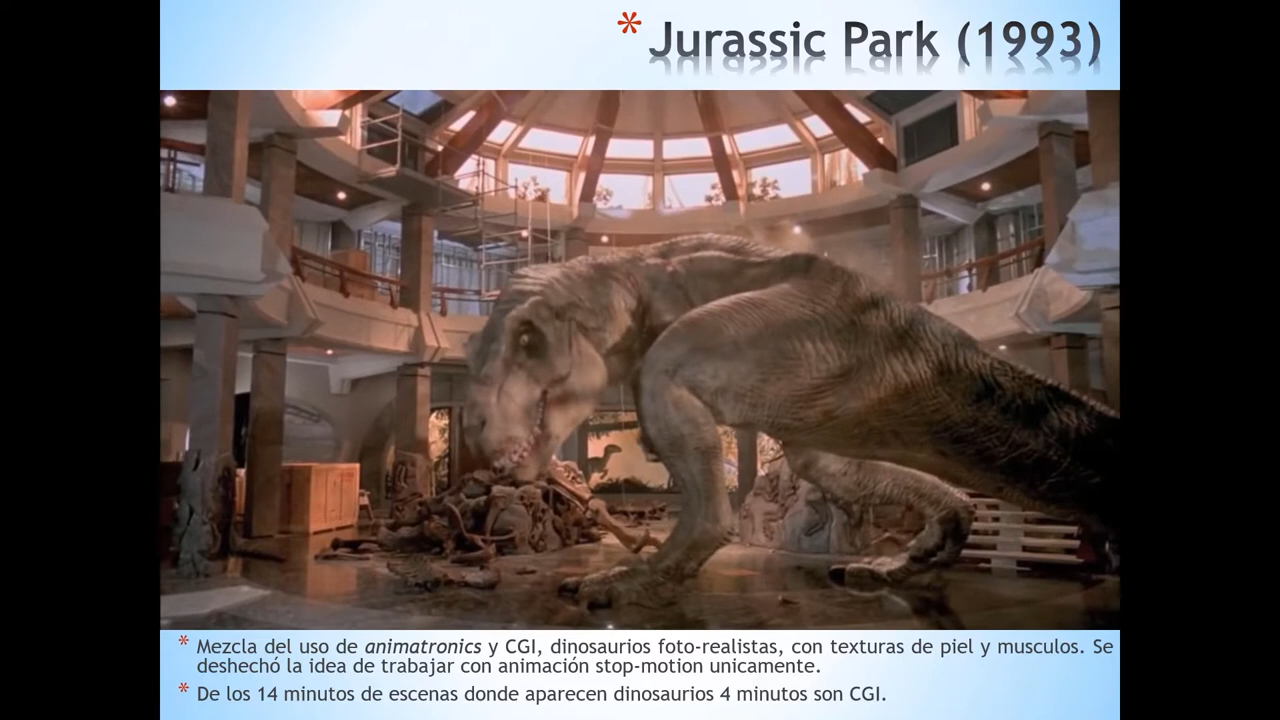 * Jurassic Park (1993)
* Mezcla del uso de animatronics y CGI, dinosaurios foto-realistas, con texturas de piel y musculos. Se
deshechó la idea de trabajar con animación stop-motion unicamente.
* De los 14 minutos de escenas donde aparecen dinosaurios 4 minutos son CGI.